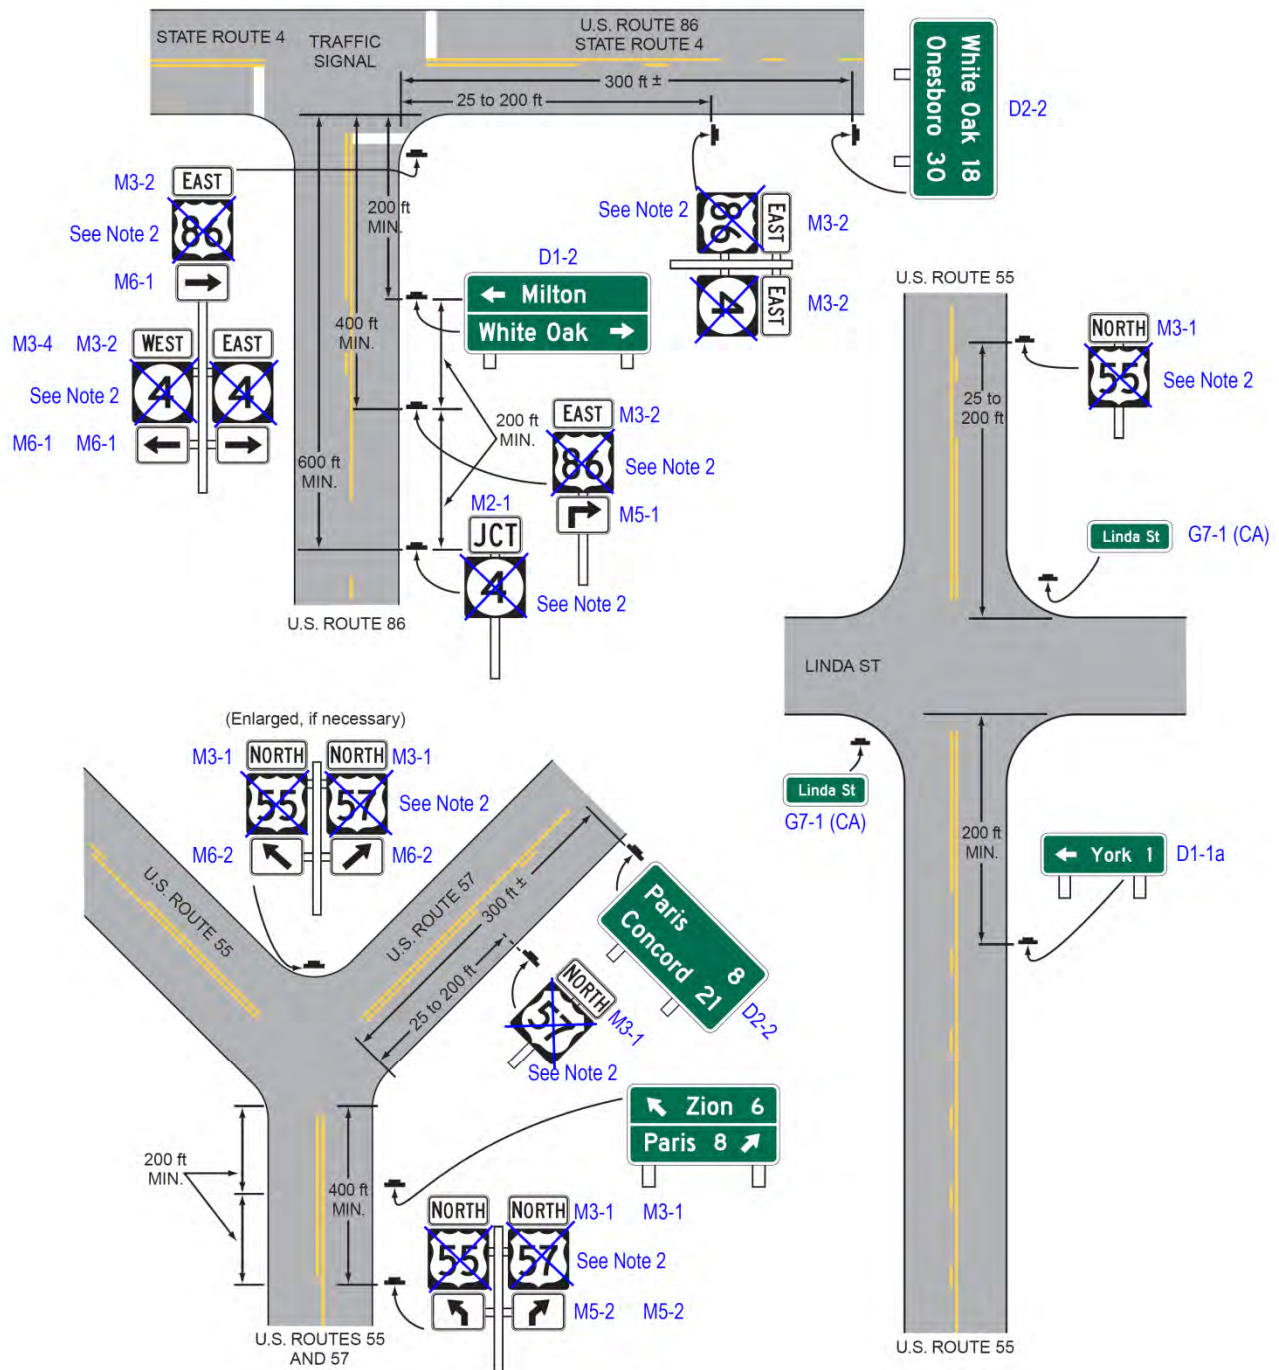 STATE ROUTE 4
TRAFFIC
SIGNAL
U.S. ROUTE 86
STATE ROUTE 4
300 ft ±
25 to 200 ft
White Oak 18
Onesboro 30
D2-2
M3-2
EAST
See Note 2
86
M6-1
M3-4
M3-2
WEST
EAST
See Note 2
4
4
M6-1
M6-1
200 ft
MIN.
400 ft
MIN.
600 ft
MIN.
D1-2
Milton
White Oak
See Note 2
86
EAST
M3-2
4
EAST
M3-2
200 ft
MIN.
EAST
M3-2
86
See Note 2
M5-1
M2-1
JCT
4
See Note 2
U.S. ROUTE 86
U.S. ROUTE 55
NORTH
M3-1
55
See Note 2
25 to
200 ft
Linda St
G7-1 (CA)
LINDA ST
Linda St
G7-1 (CA)
200 ft
MIN.
York 1
D1-1a
U.S. ROUTE 55
(Enlarged, if necessary)
M3-1
NORTH
NORTH
M3-1
55
57
See Note 2
M6-2
M6-2
U.S. ROUTE 55
U.S. ROUTE 57
300 ft ±
25 to 200 ft
Paris 8
Concord 21
D2-2
NORTH
M3-1
57
See Note 2
Zion 6
Paris 8
200 ft
MIN.
400 ft
MIN.
NORTH
NORTH
M3-1
M3-1
55
57
See Note 2
M5-2
M5-2
U.S. ROUTES 55
AND 57